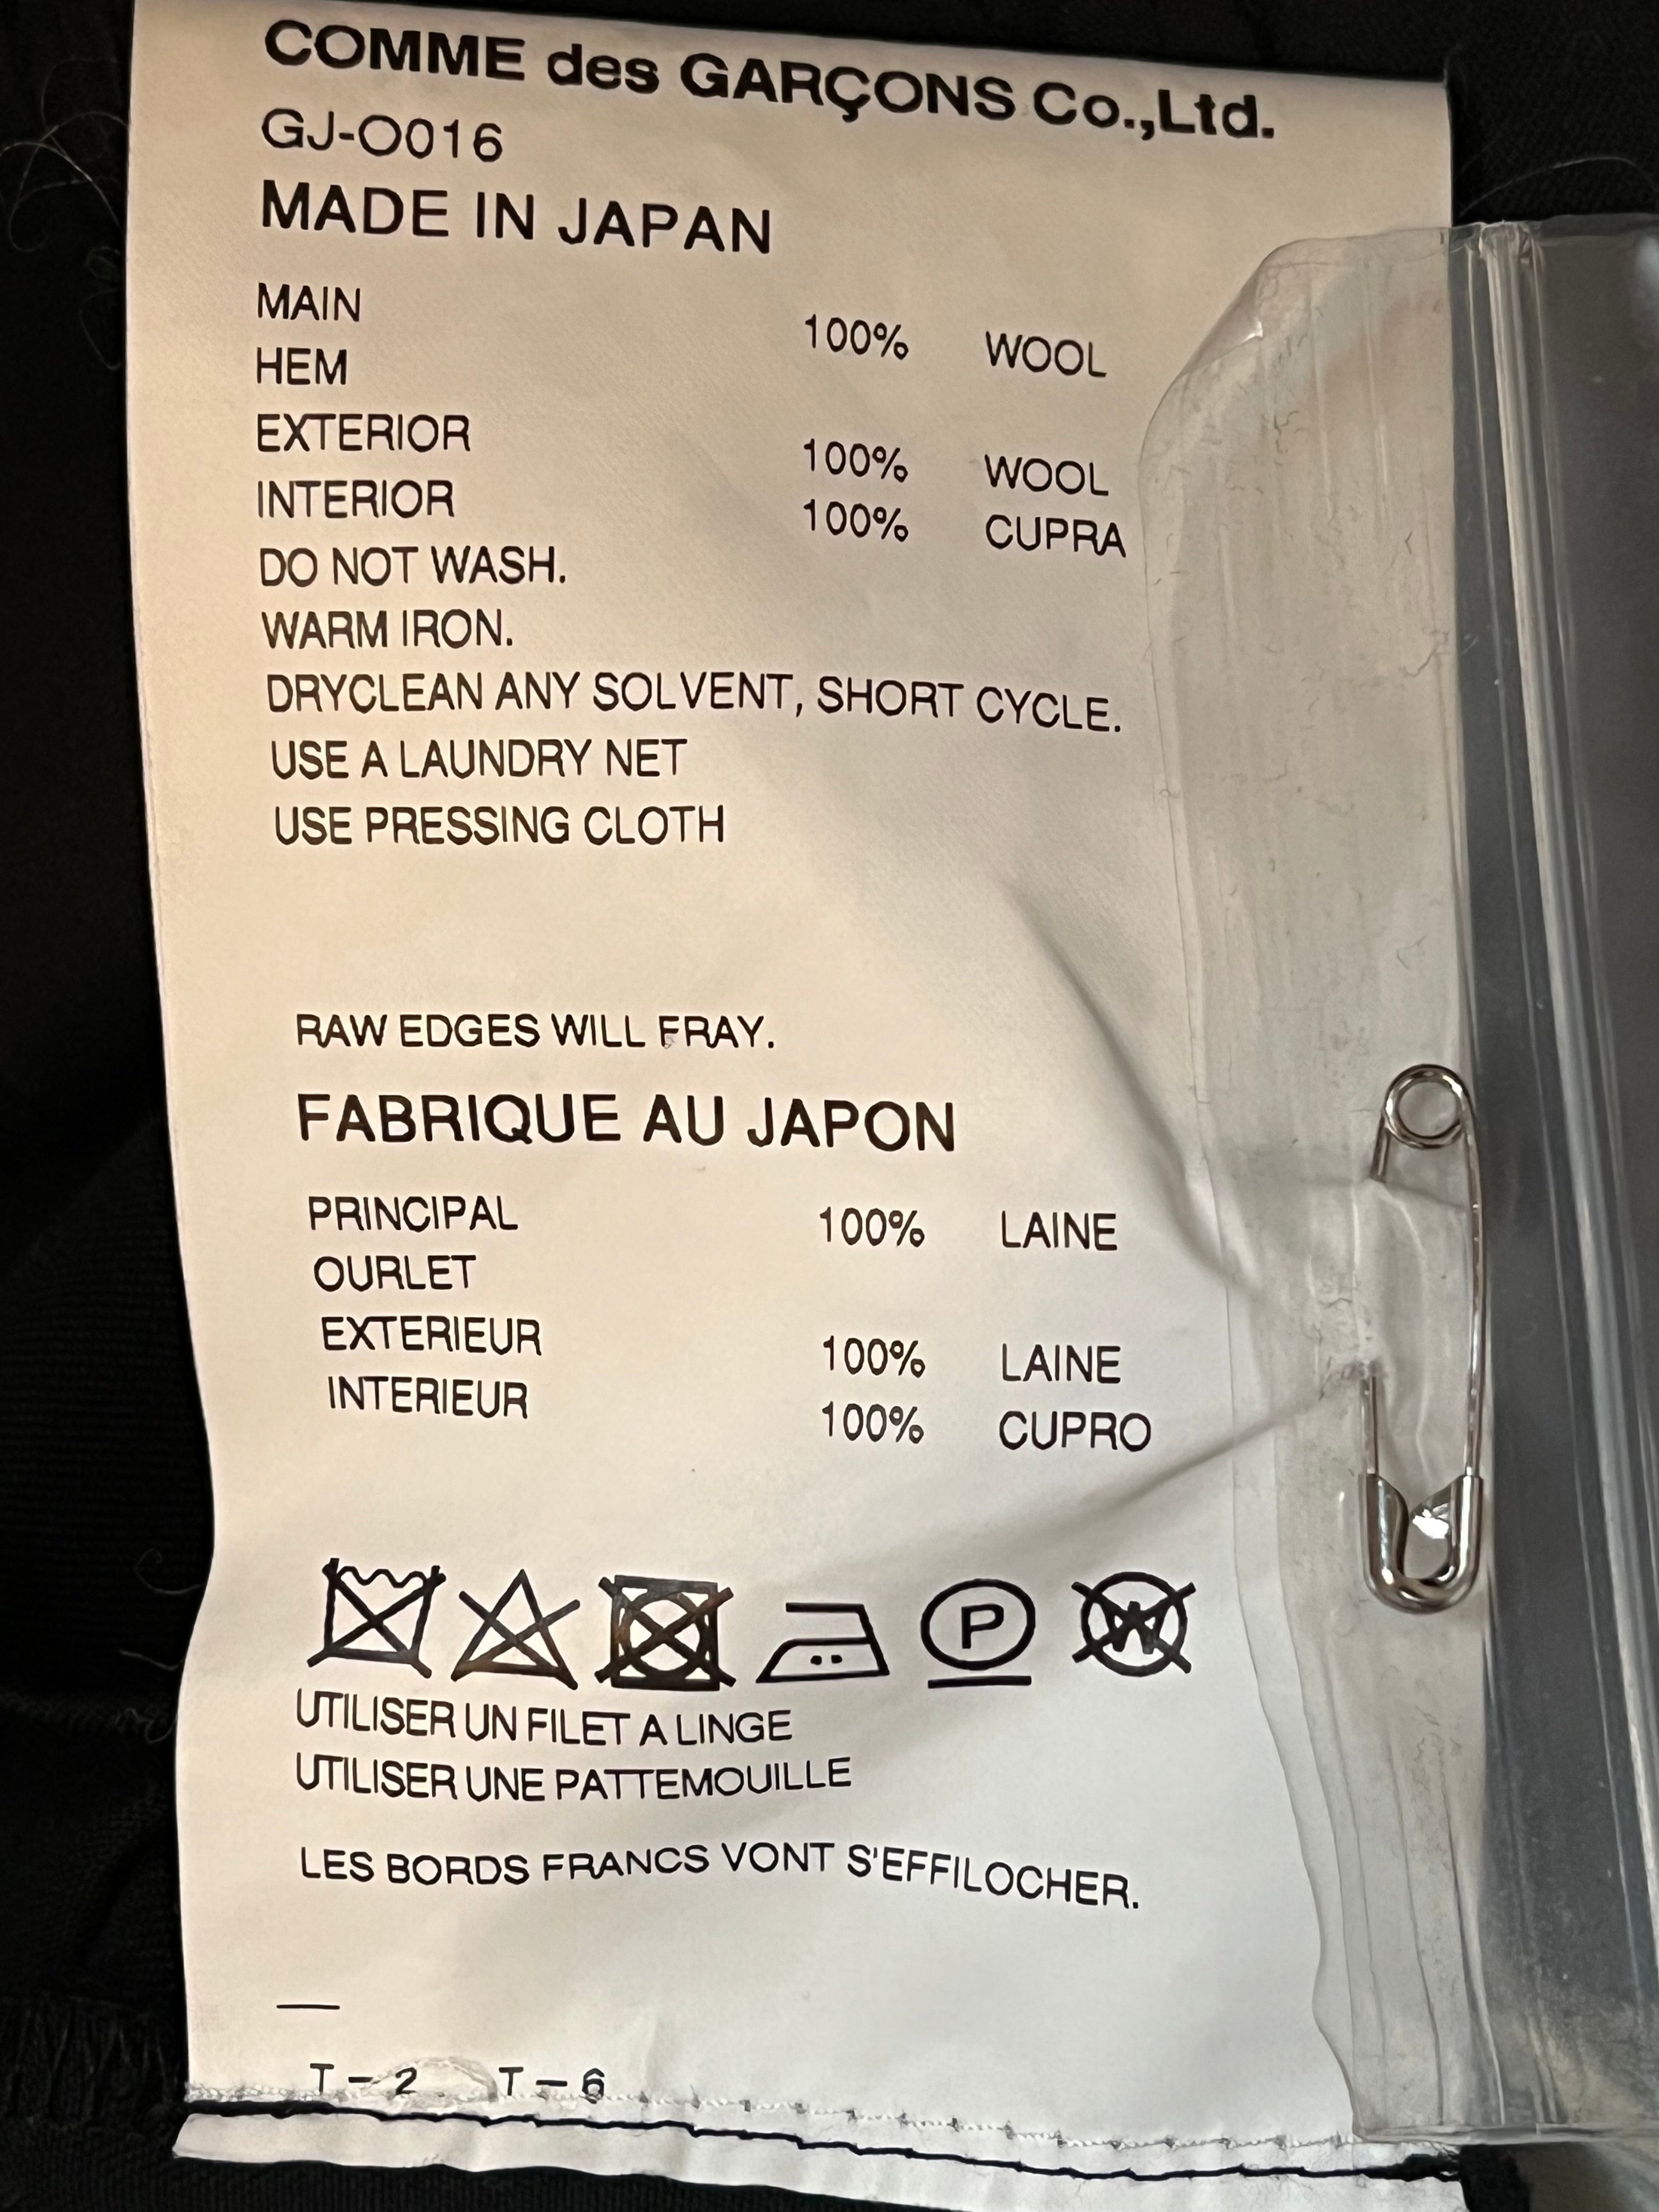 COMME des GARÇONS Co.,Ltd.
GJ-O016
MADE IN JAPAN
MAIN 100% WOOL
HEM
EXTERIOR 100% WOOL
INTERIOR 100% CUPRA
DO NOT WASH.
WARM IRON.
DRYCLEAN ANY SOLVENT, SHORT CYCLE.
USE A LAUNDRY NET
USE PRESSING CLOTH
RAW EDGES WILL FRAY.
FABRIQUE AU JAPON
PRINCIPAL 100% LAINE
OURLET
EXTERIEUR 100% LAINE
INTERIEUR 100% CUPRO
P W
UTILISER UN FILET A LINGE
UTILISER UNE PATTEMOUILLE
LES BORDS FRANCS VONT S'EFFILOCHER.
T-2 T-6